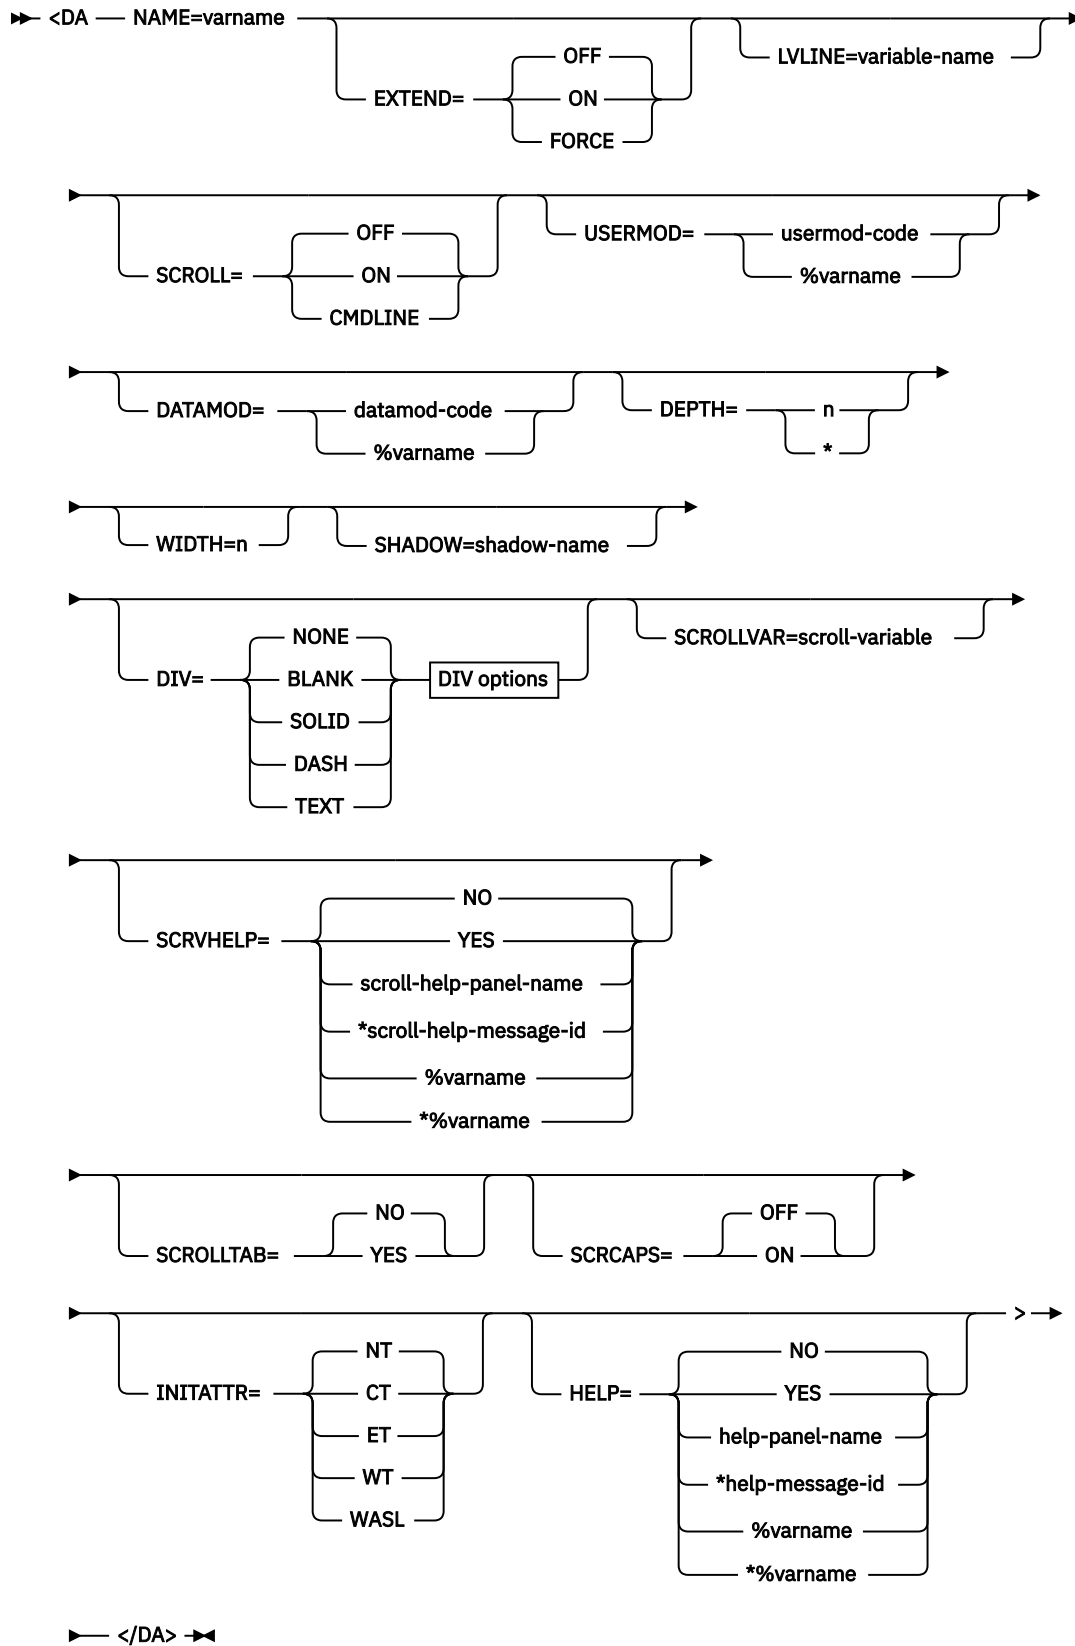 <DA NAME=varname
LVLINE=variable-name
EXTEND=
OFF
ON
FORCE
SCROLL=
OFF
ON
CMDLINE
USERMOD=
usermod-code
%varname
DATAMOD=
datamod-code
%varname
DEPTH=
n
*
WIDTH=n
SHADOW=shadow-name
DIV=
NONE
BLANK
SOLID
DASH
TEXT
DIV options
SCROLLVAR=scroll-variable
SCRVHELP=
NO
YES
scroll-help-panel-name
*scroll-help-message-id
%varname
*%varname
SCROLLTAB=
NO
YES
SCRCAPS=
OFF
ON
INITATTR=
NT
CT
ET
WT
WASL
HELP=
NO
YES
help-panel-name
*help-message-id
%varname
*%varname
>
</DA>